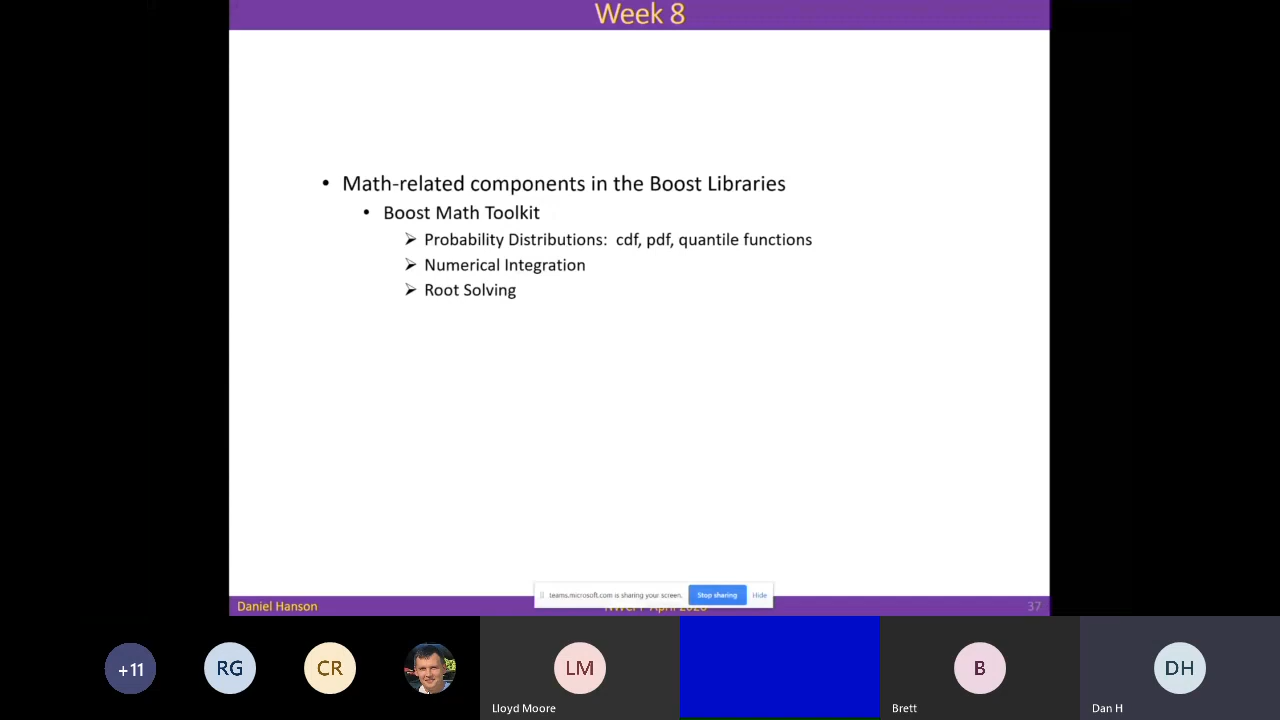 Week 8
• Math-related components in the Boost Libraries
• Boost Math Toolkit
➢ Probability Distributions: cdf, pdf, quantile functions
➢ Numerical Integration
➢ Root Solving
teams.microsoft.com is sharing your screen. Stop sharing Hide
Daniel Hanson 37
+11 RG CR LM B DH
Lloyd Moore Brett Dan H